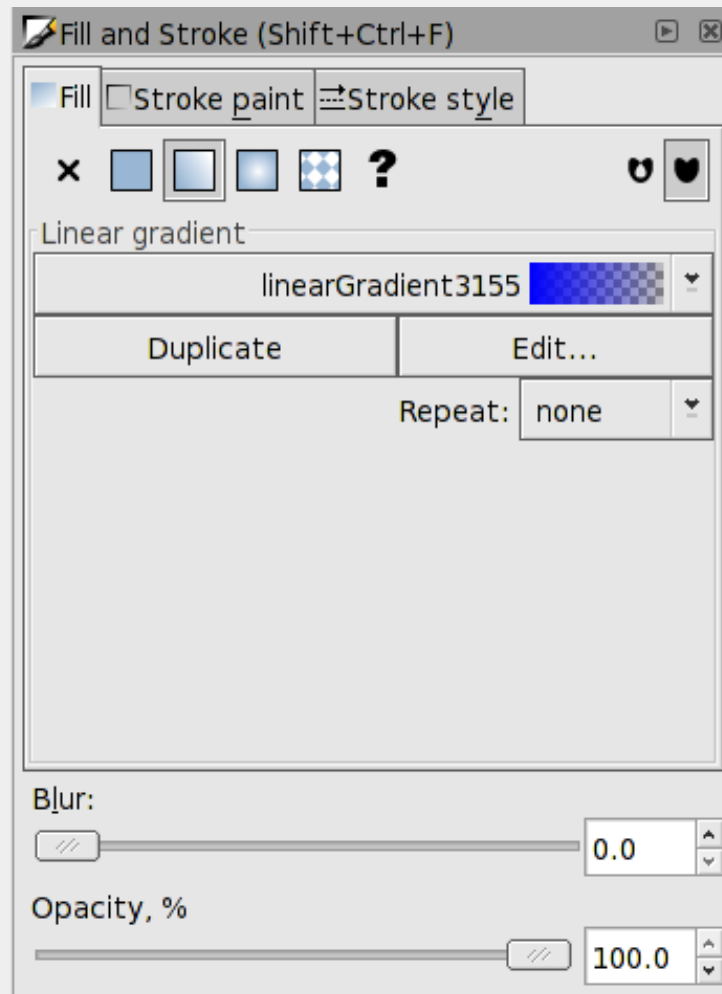 Fill and Stroke (Shift+Ctrl+F)
Fill Stroke paint Stroke style
?
Linear gradient
linearGradient3155
Duplicate Edit...
Repeat: none
Blur:
0.0
Opacity, %
100.0